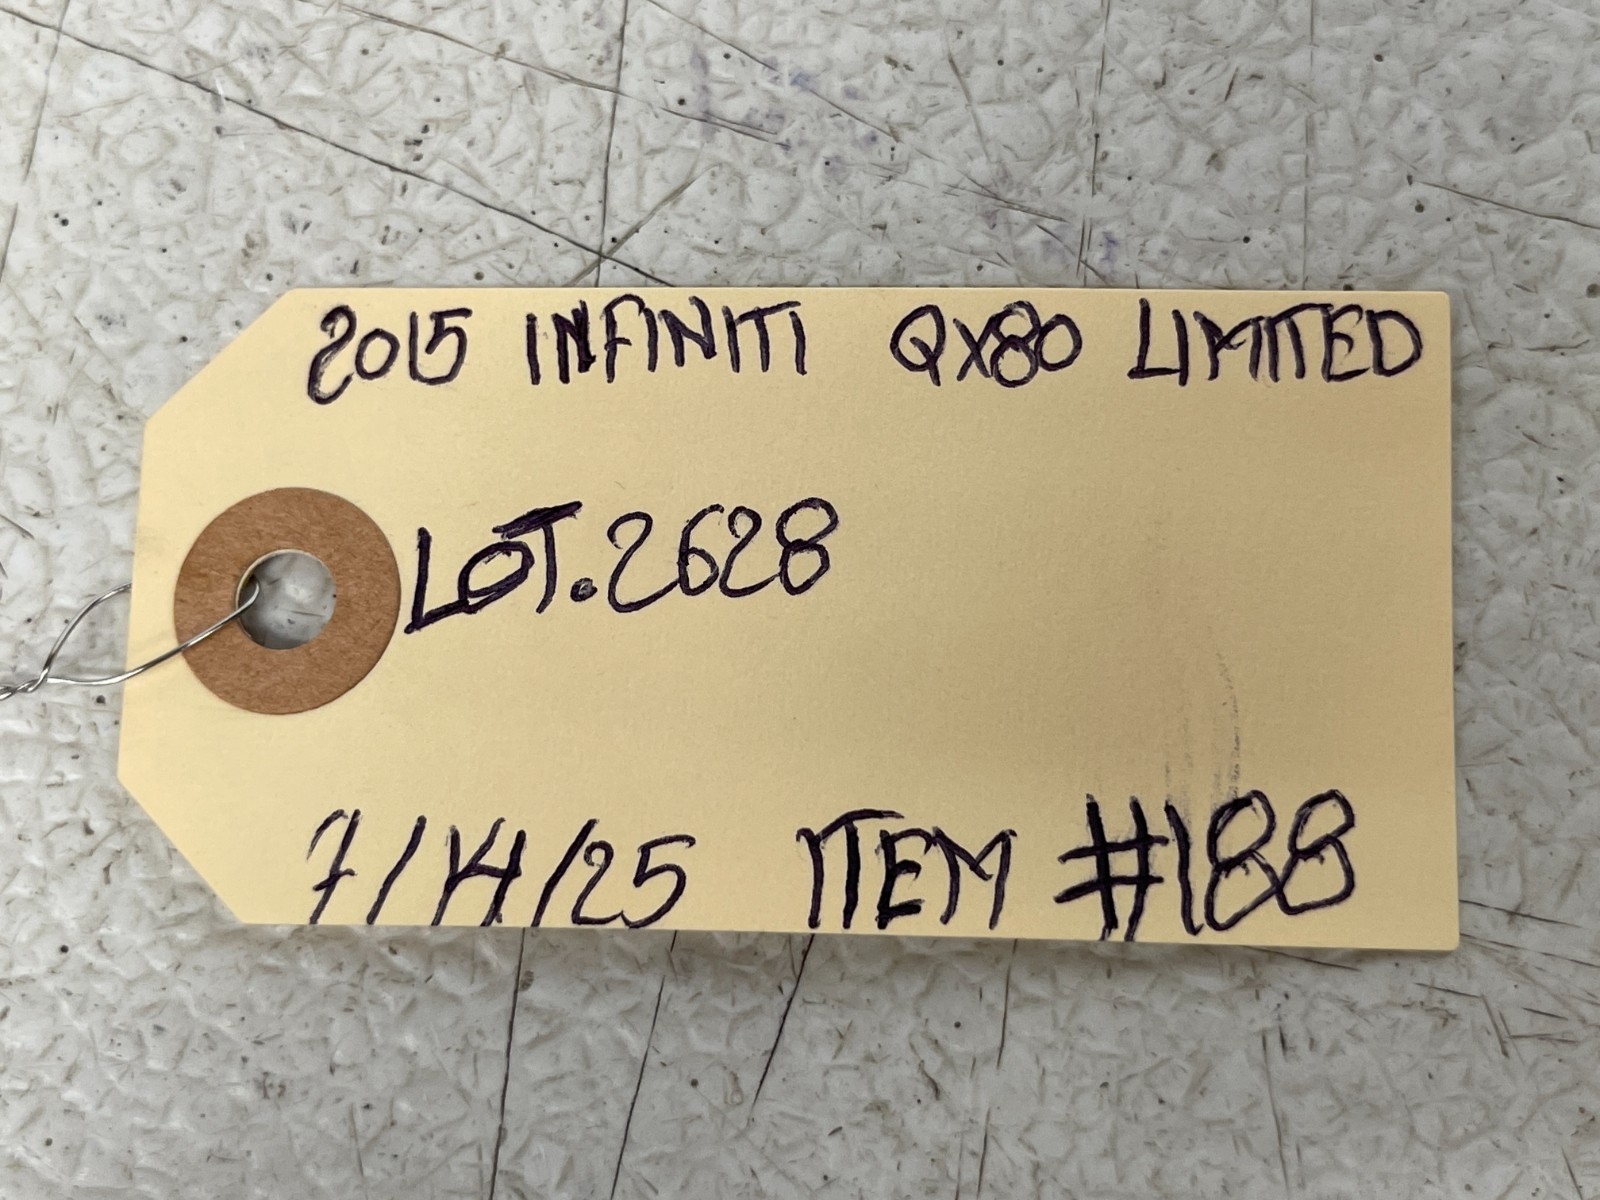 2015 INFINITI QX80 LIMITED
LOT.2628
7/14/25 ITEM #188